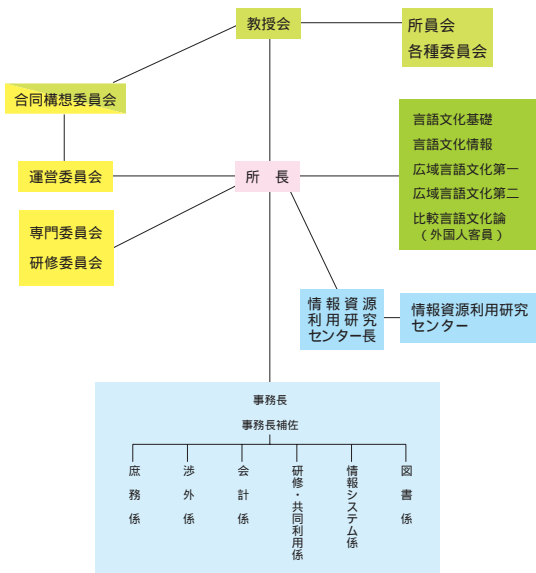 教授会
所員会
各種委員会
合同構想委員会
運営委員会
所　長
言語文化基礎
言語文化情報
広域言語文化第一
広域言語文化第二
比較言語文化論
（外国人客員）
専門委員会
研修委員会
情報資源
利用研究
センター長
情報資源利用研究
センター
事務長
事務長補佐
庶務係
渉外係
会計係
研修・共同利用係
情報システム係
図書係